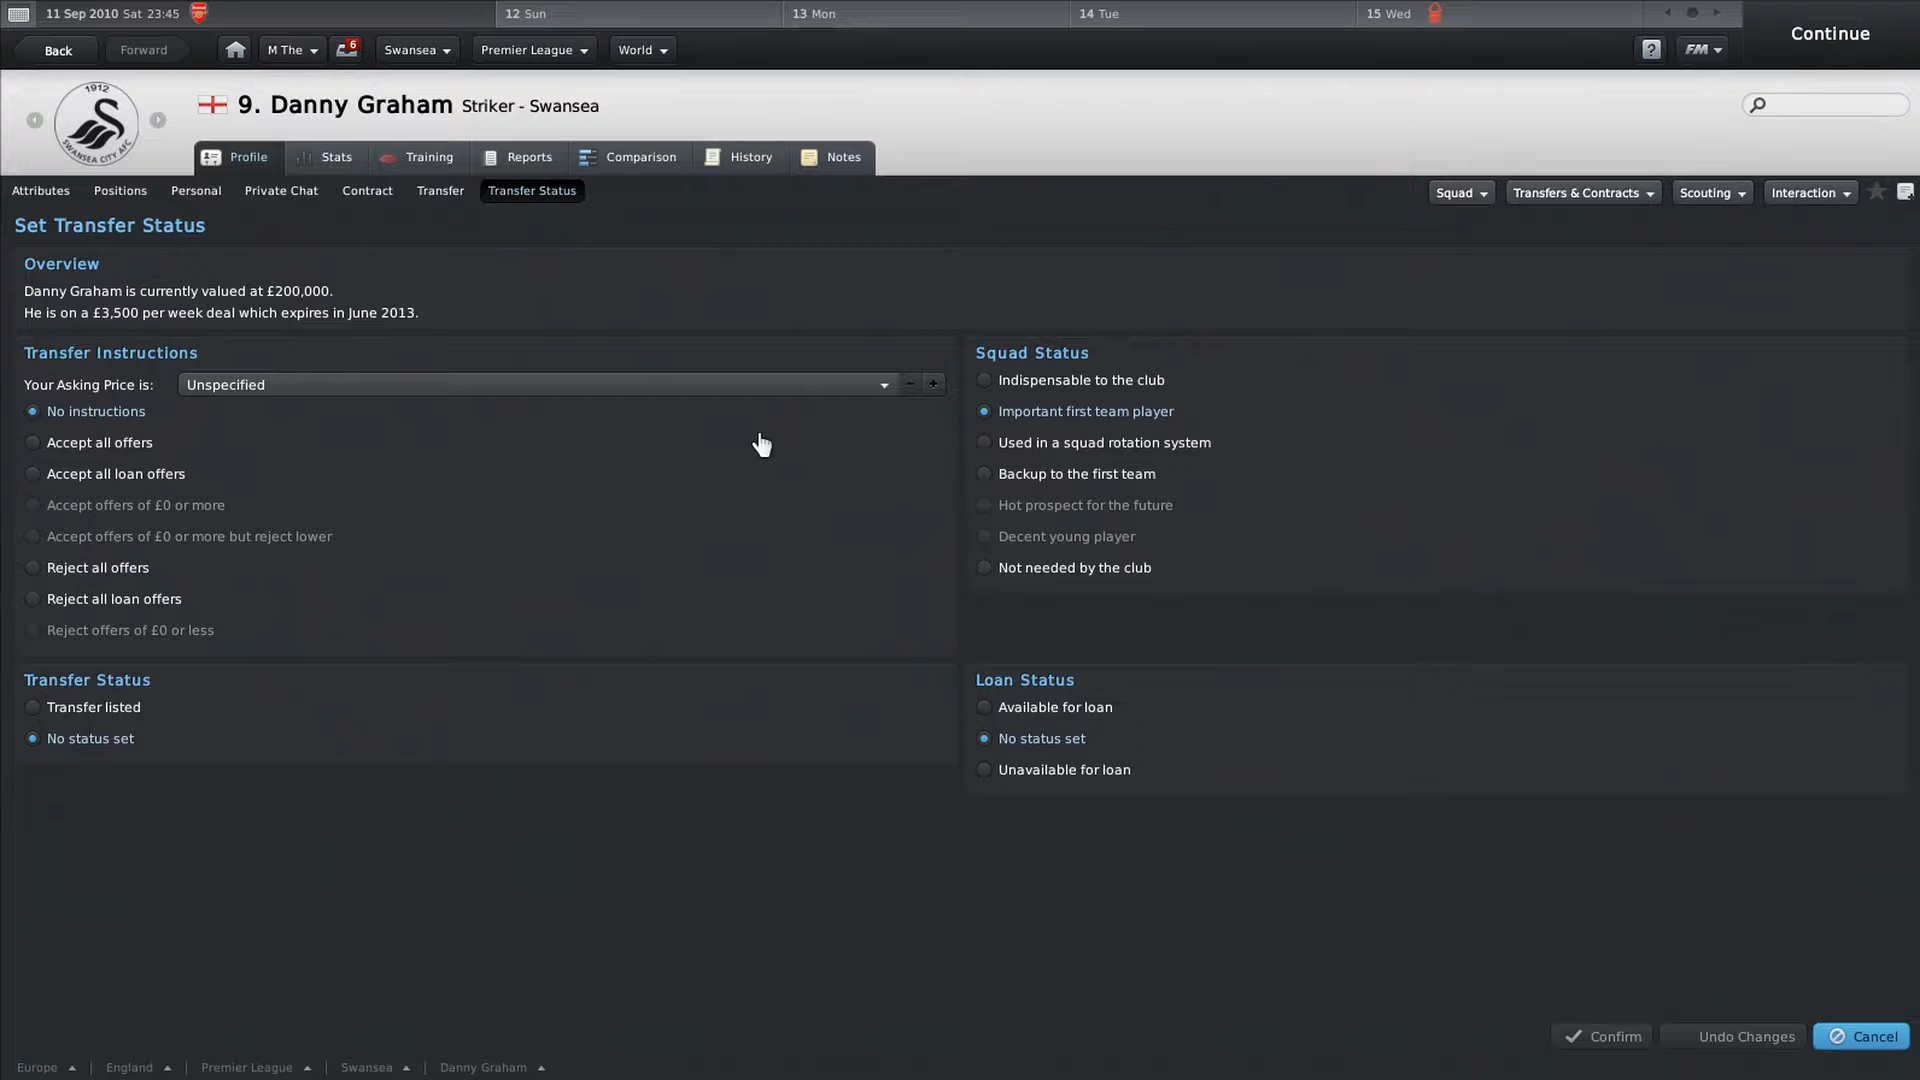 11 Sep 2010 Sat 23:45
12 Sun
13 Mon
14 Tue
15 Wed
Continue
Back
Forward
M The
6
Swansea
Premier League
World
?
FM
1912
SWANSEA CITY AFC
9. Danny Graham Striker - Swansea
Profile
Stats
Training
Reports
Comparison
History
Notes
Attributes
Positions
Personal
Private Chat
Contract
Transfer
Transfer Status
Squad
Transfers & Contracts
Scouting
Interaction
Set Transfer Status
Overview
Danny Graham is currently valued at £200,000.
He is on a £3,500 per week deal which expires in June 2013.
Transfer Instructions
Your Asking Price is: Unspecified
No instructions
Accept all offers
Accept all loan offers
Accept offers of £0 or more
Accept offers of £0 or more but reject lower
Reject all offers
Reject all loan offers
Reject offers of £0 or less
Squad Status
Indispensable to the club
Important first team player
Used in a squad rotation system
Backup to the first team
Hot prospect for the future
Decent young player
Not needed by the club
Transfer Status
Transfer listed
No status set
Loan Status
Available for loan
No status set
Unavailable for loan
Confirm
Undo Changes
Cancel
Europe
England
Premier League
Swansea
Danny Graham